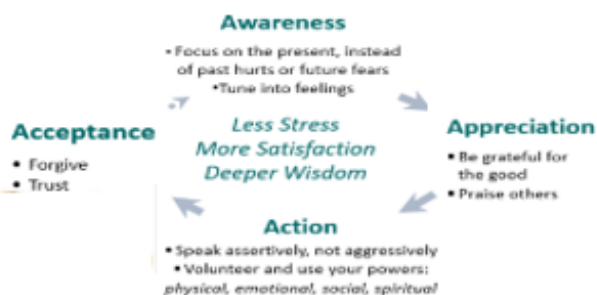 Awareness
• Focus on the present, instead
of past hurts or future fears
•Tune into feelings
Acceptance
• Forgive
• Trust
Less Stress
More Satisfaction
Deeper Wisdom
Appreciation
• Be grateful for
the good
• Praise others
Action
• Speak assertively, not aggressively
• Volunteer and use your powers:
physical, emotional, social, spiritual